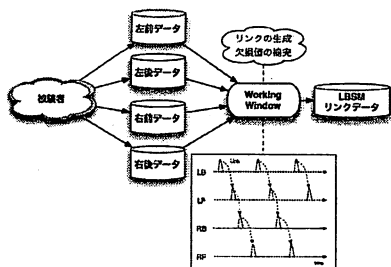 左前データ
リンクの生成
欠損値の補完
左後データ
被験者
Working
Window
LBSM
リンクデータ
右前データ
右後データ
Link
LB
LF
RB
RF